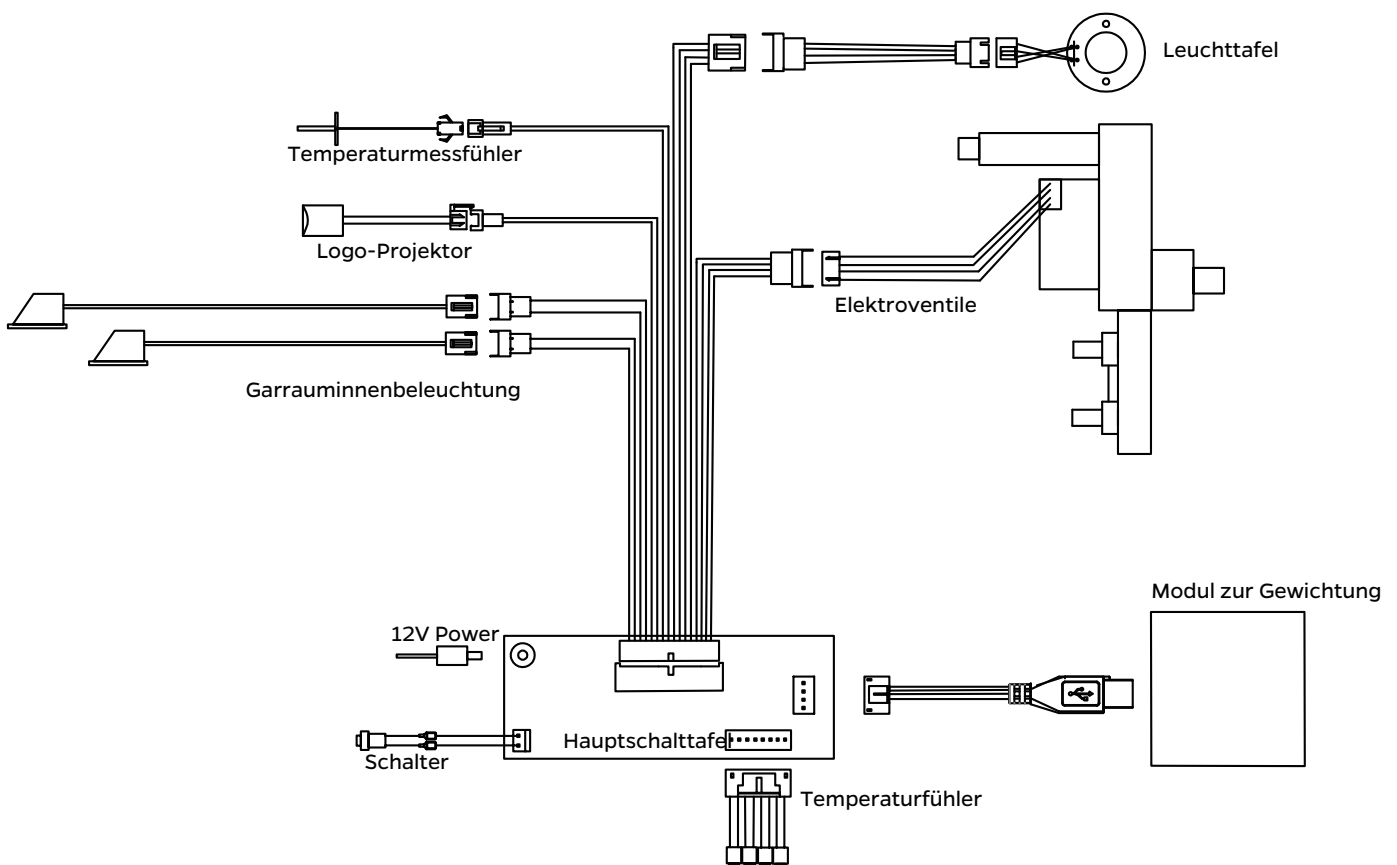 Leuchttafel
Temperaturmessfühler
Logo-Projektor
Elektroventile
Garrauminnenbeleuchtung
Modul zur Gewichtung
12V Power
Hauptschalttafel
Schalter
Temperaturfühler